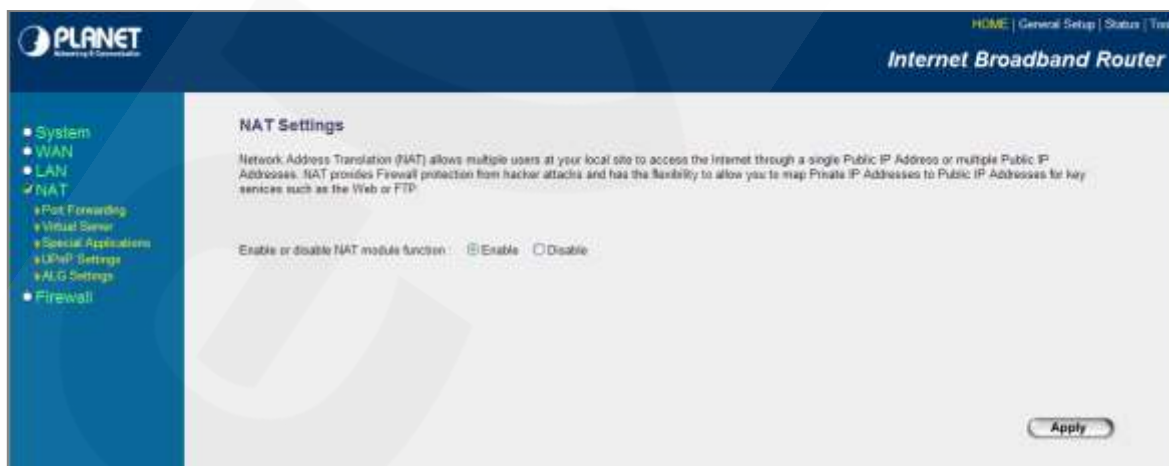 PLANET
Networking & Communication
HOME | General Setup | Status |
Internet Broadband Router
System
WAN
LAN
NAT
Port Forwarding
Virtual Server
Special Applications
UPnP Settings
ALG Settings
Firewall
NAT Settings
Network Address Translation (NAT) allows multiple users at your local site to access the Internet through a single Public IP Address or multiple Public IP
Addresses. NAT provides Firewall protection from hacker attacks and has the flexibility to allow you to map Private IP Addresses to Public IP Addresses for key
services such as the Web or FTP
Enable or disable NAT module function : Enable Disable
Apply